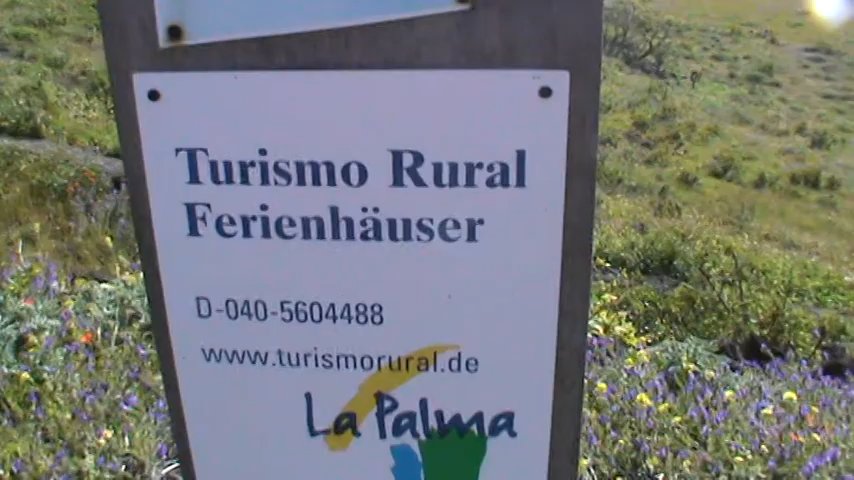 Turismo Rural
Ferienhäuser
D-040-5604488
www.turismorural.de
La Palma